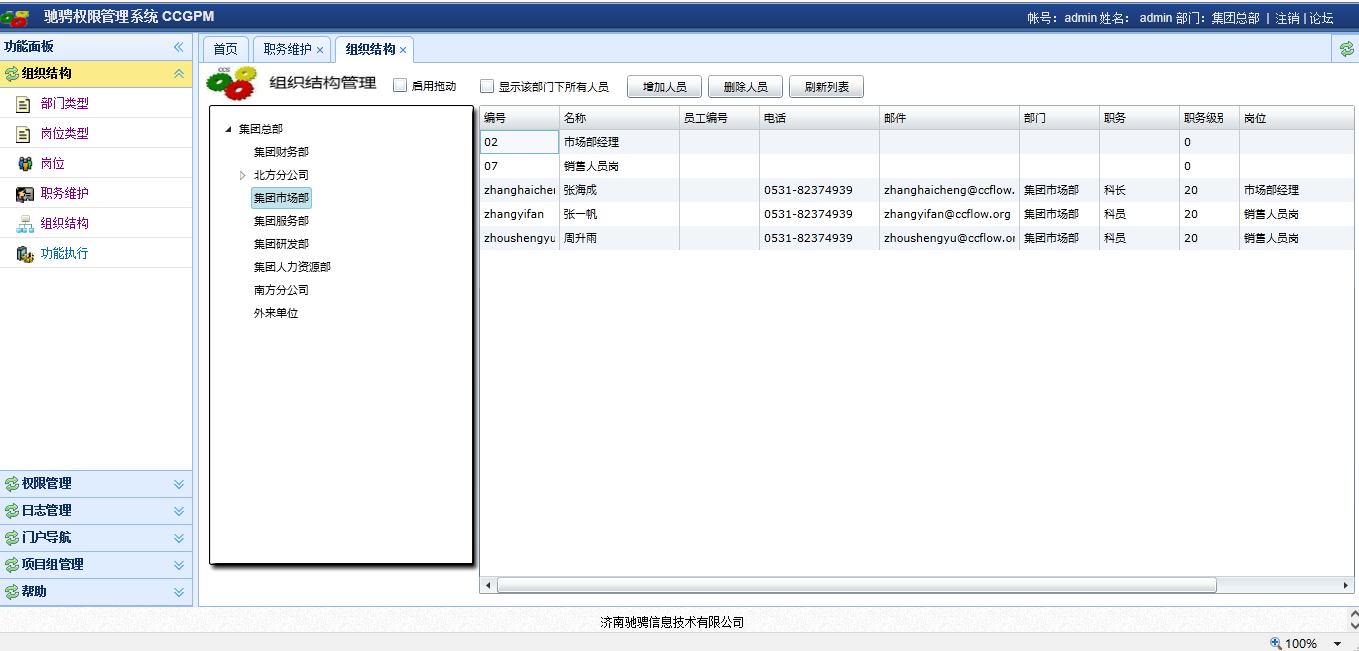 驰骋权限管理系统 CCGPM
帐号： admin 姓名： admin 部门： 集团总部 | 注销 | 论坛
功能面板
组织结构
部门类型
岗位类型
岗位
职务维护
组织结构
功能执行
权限管理
日志管理
门户导航
项目组管理
帮助
首页 职务维护 × 组织结构 ×
CCS
组织结构管理 启用拖动 显示该部门下所有人员 增加人员 删除人员 刷新列表
集团总部
集团财务部
北方分公司
集团市场部
集团服务部
集团研发部
集团人力资源部
南方分公司
外来单位
编号 名称 员工编号 电话 邮件 部门 职务 职务级别 岗位
02 市场部经理 0
07 销售人员岗 0
zhanghaicher 张海成 0531-82374939 zhanghaicheng@ccflow. 集团市场部 科长 20 市场部经理
zhangyifan 张一帆 0531-82374939 zhangyifan@ccflow.org 集团市场部 科员 20 销售人员岗
zhoushengyu 周升雨 0531-82374939 zhoushengyu@ccflow.or 集团市场部 科员 20 销售人员岗
济南驰骋信息技术有限公司
100%